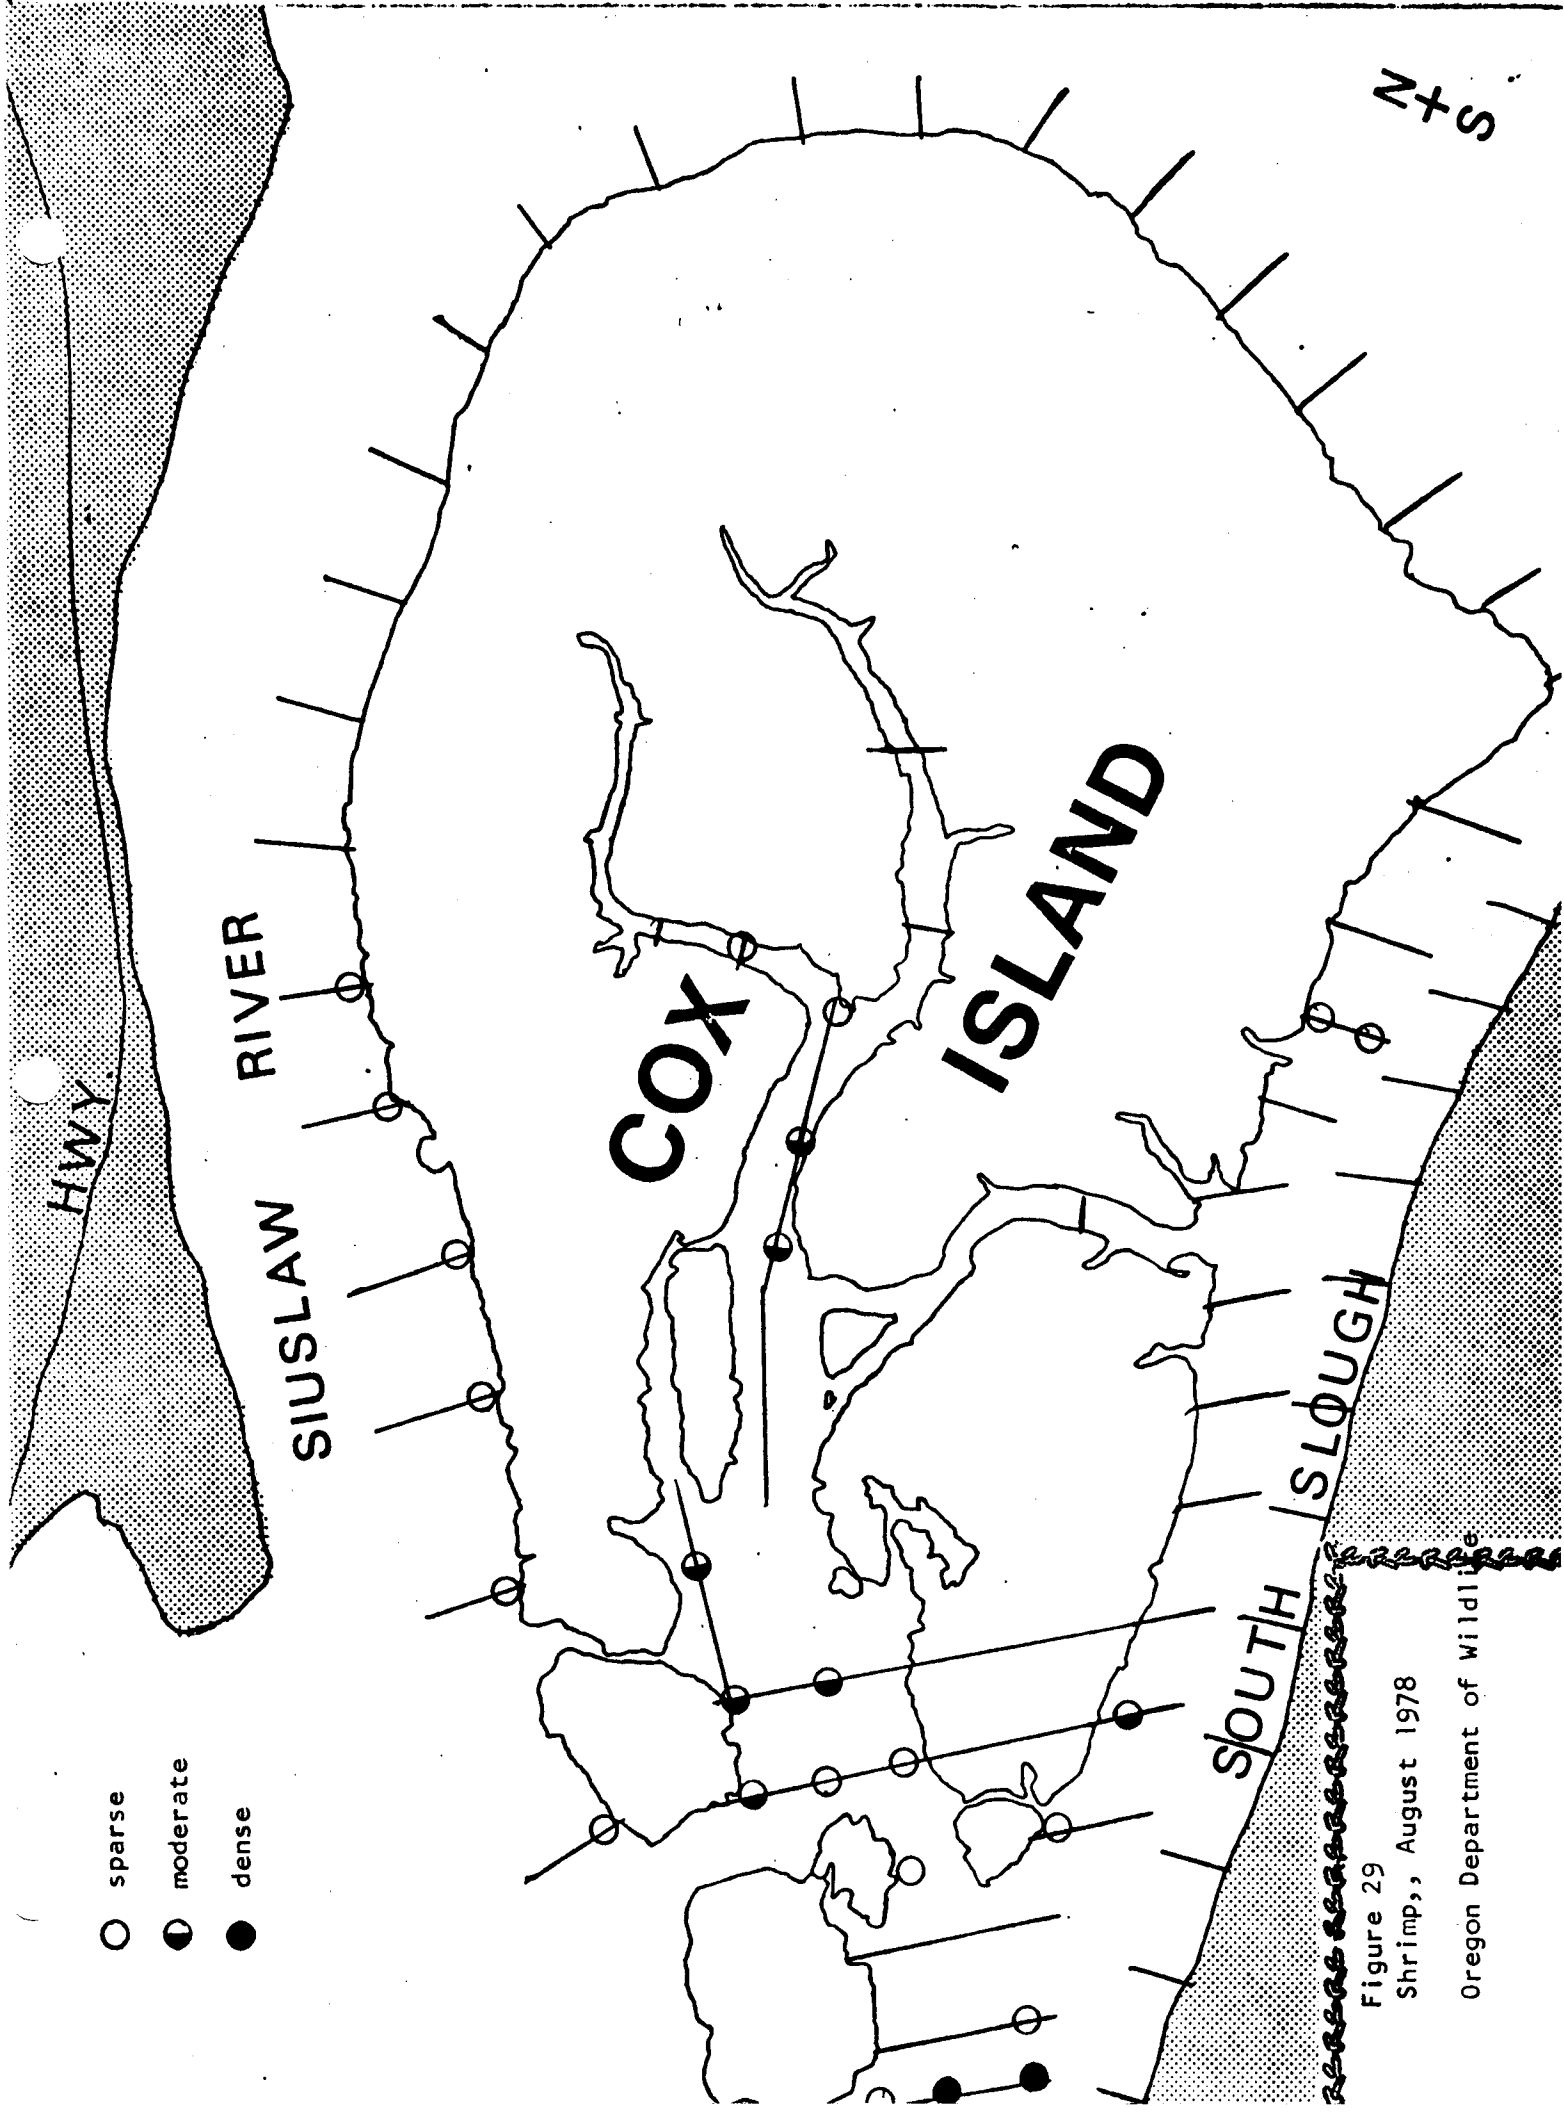 HWY.
SIUSLAW RIVER
COX
ISLAND
SOUTH SLOUGH
N
S
sparse
moderate
dense
Figure 29
Shrimp,, August 1978
Oregon Department of Wildlife